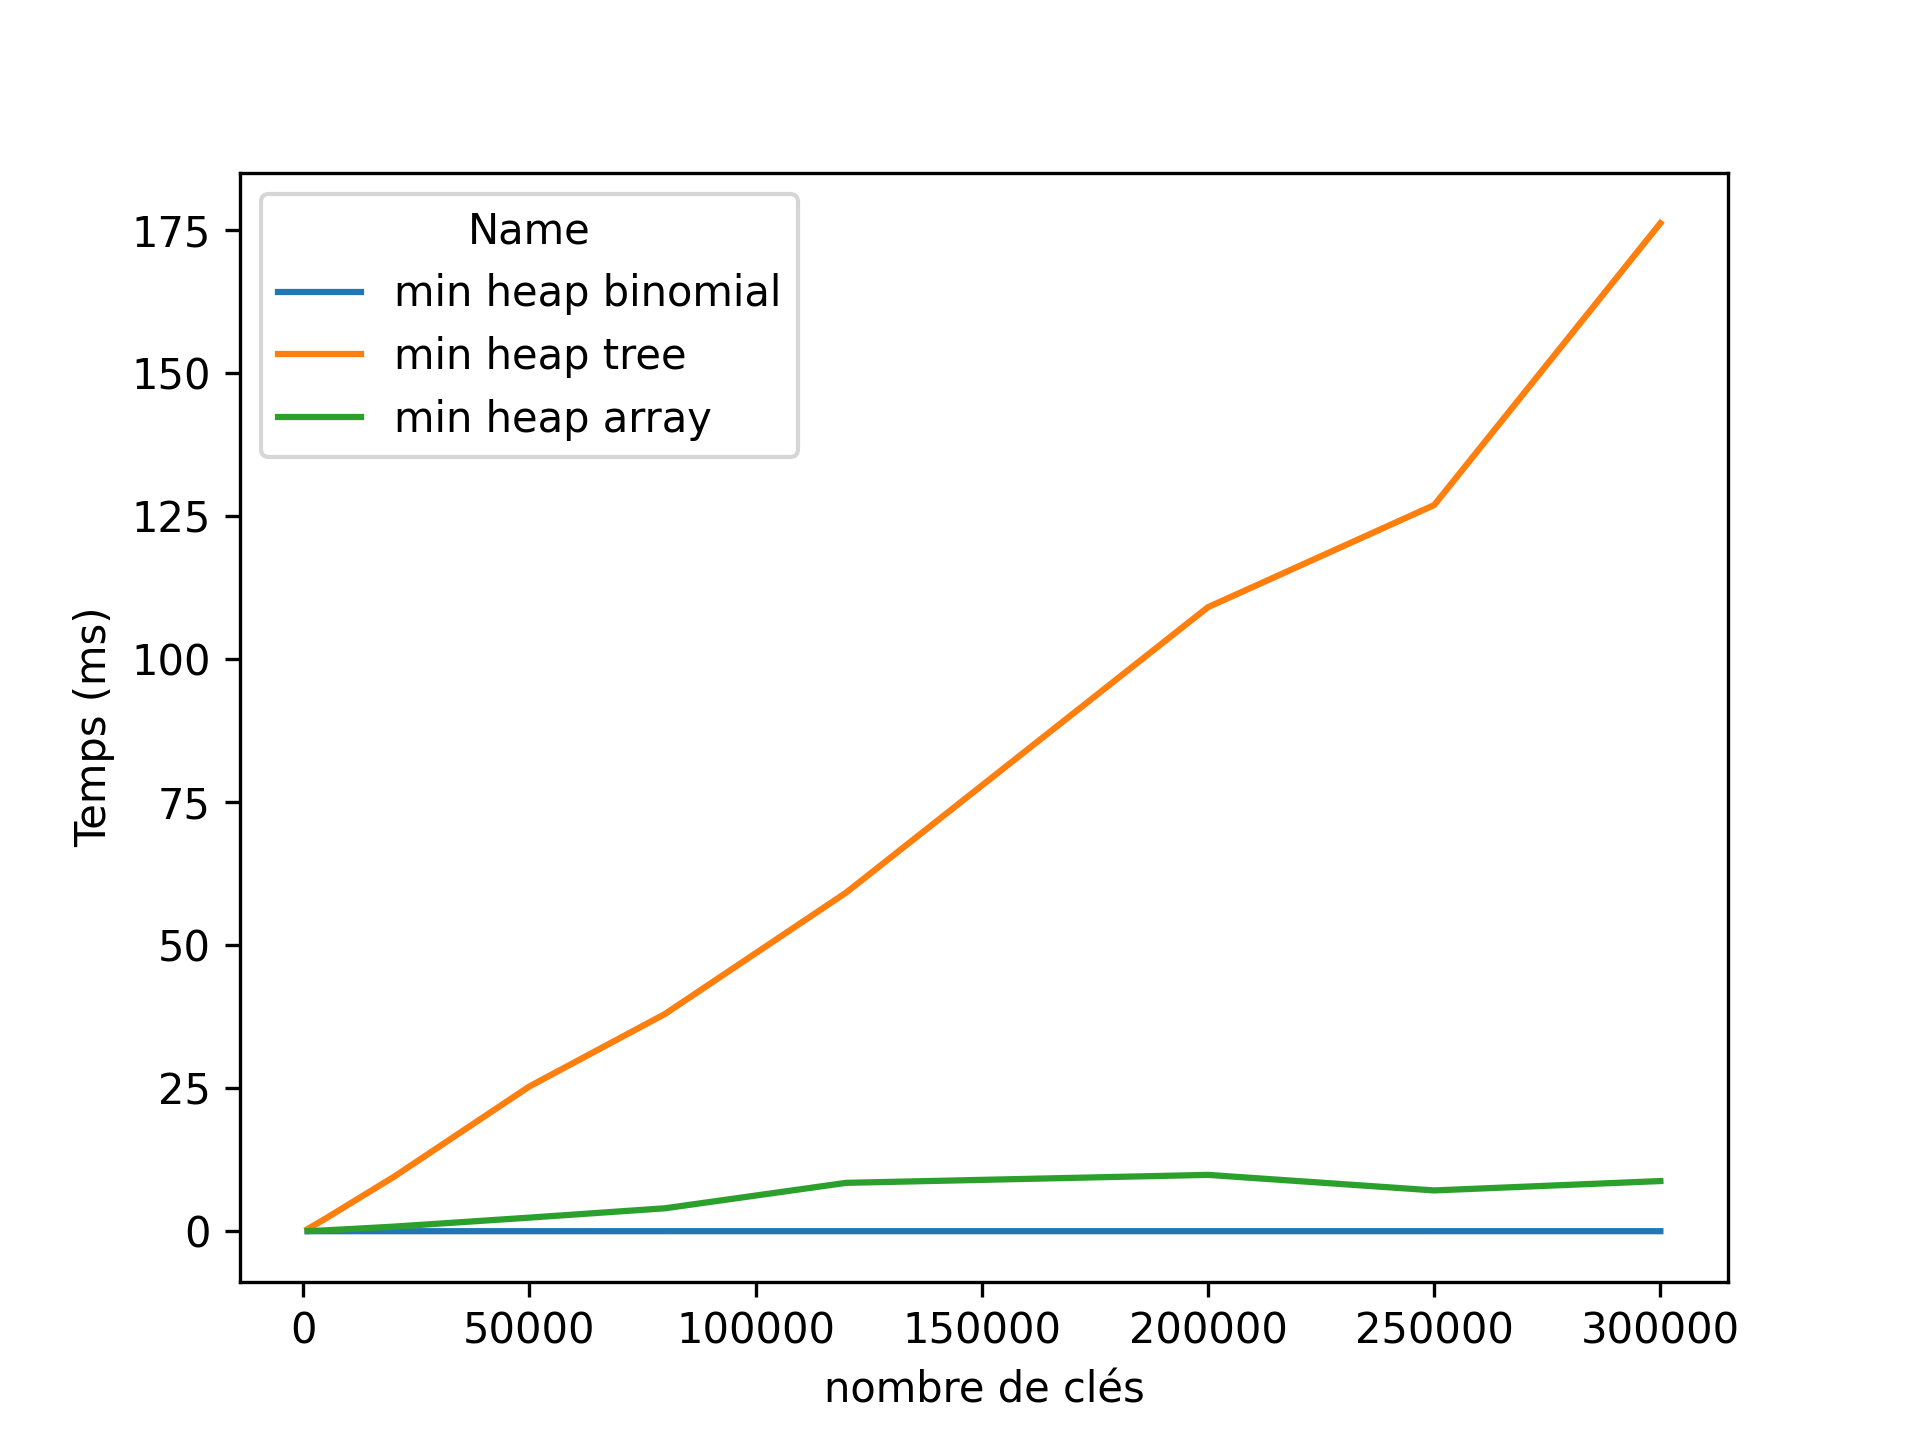 Name
min heap binomial
min heap tree
min heap array
175
150
125
100
75
50
25
0
Temps (ms)
0 50000 100000 150000 200000 250000 300000
nombre de clés